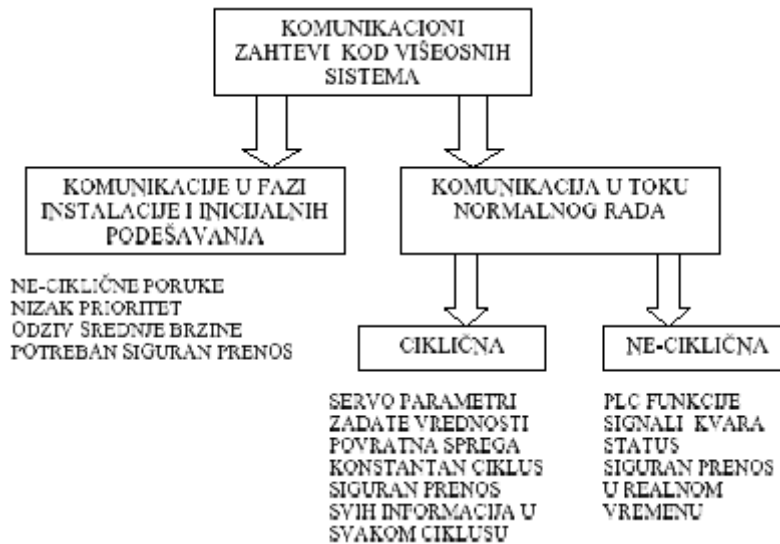 KOMUNIKACIONI
ZAHTEVI KOD VIŠEOSNIH
SISTEMA
KOMUNIKACIJE U FAZI
INSTALACIJE I INICIJALNIH
PODEŠAVANJA
KOMUNIKACIJA U TOKU
NORMALNOG RADA
NE-CIKLIČNE PORUKE
NIZAK PRIORITET
ODZIV SREDNJE BRZINE
POTREBAN SIGURAN PRENOS
CIKLIČNA
NE-CIKLIČNA
SERVO PARAMETRI
ZADATE VREDNOSTI
POVRATNA SPREGA
KONSTANTAN CIKLUS
SIGURAN PRENOS
SVIH INFORMACIJA U
SVAKOM CIKLUSU
PLC FUNKCIJE
SIGNALI KVARA
STATUS
SIGURAN PRENOS
U REALNOM
VREMENU